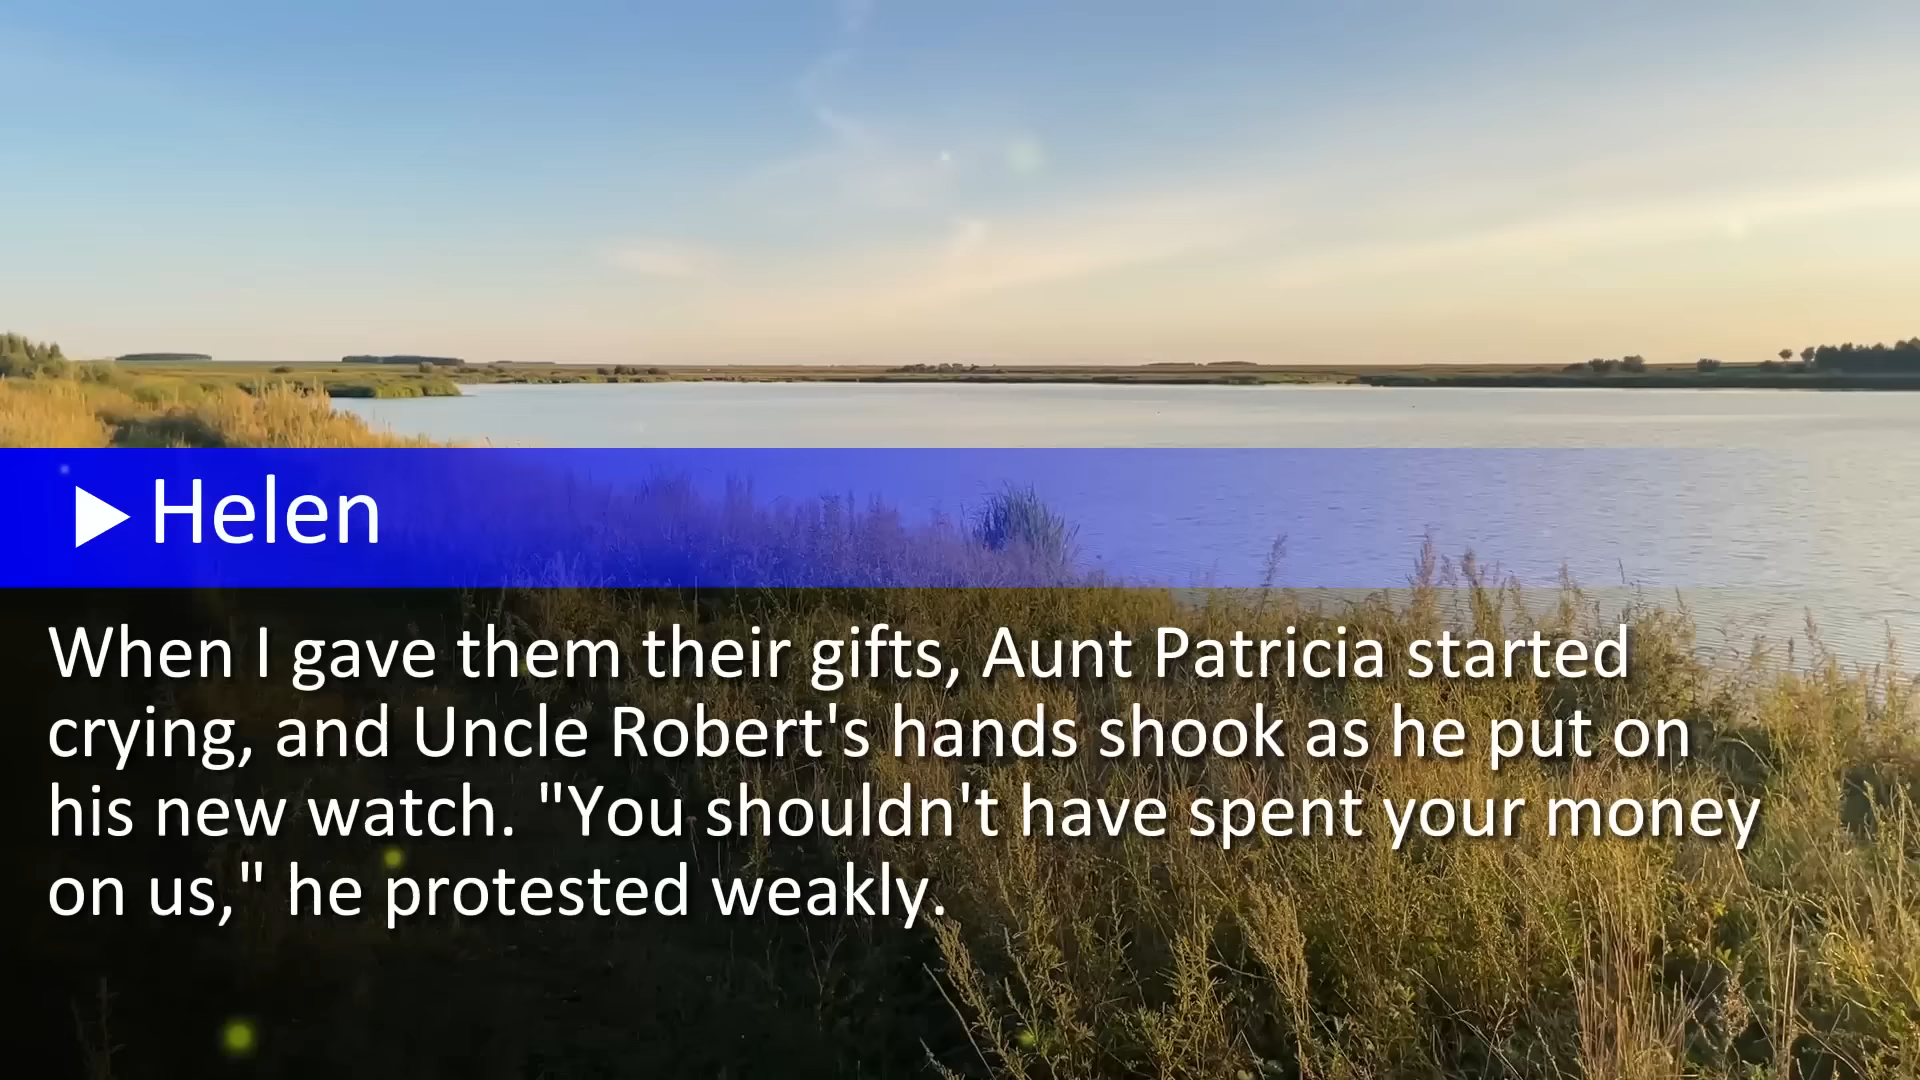 Helen
When I gave them their gifts, Aunt Patricia started
crying, and Uncle Robert's hands shook as he put on
his new watch. "You shouldn't have spent your money
on us," he protested weakly.